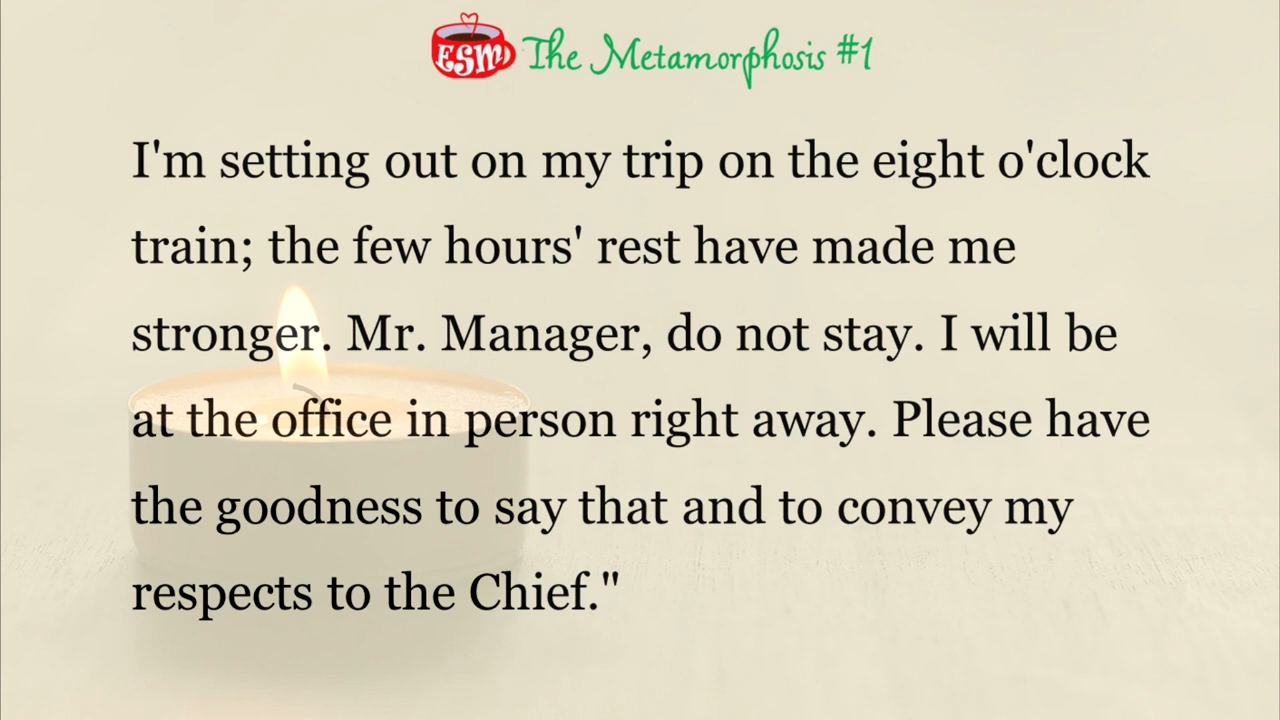 ESM The Metamorphosis #1
I'm setting out on my trip on the eight o'clock
train; the few hours' rest have made me
stronger. Mr. Manager, do not stay. I will be
at the office in person right away. Please have
the goodness to say that and to convey my
respects to the Chief."